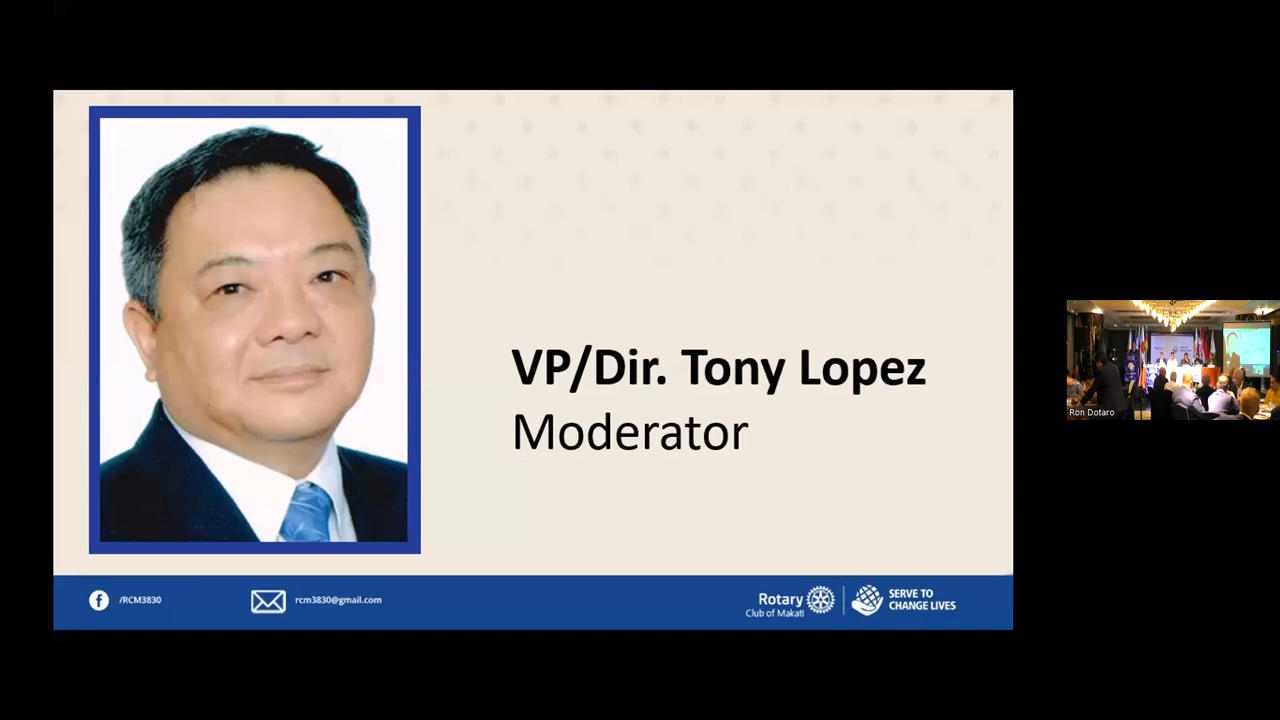 VP/Dir. Tony Lopez
Moderator
/RCM3830
rcm3830@gmail.com
Rotary
Club of Makati
SERVE TO
CHANGE LIVES
Ron Dotaro